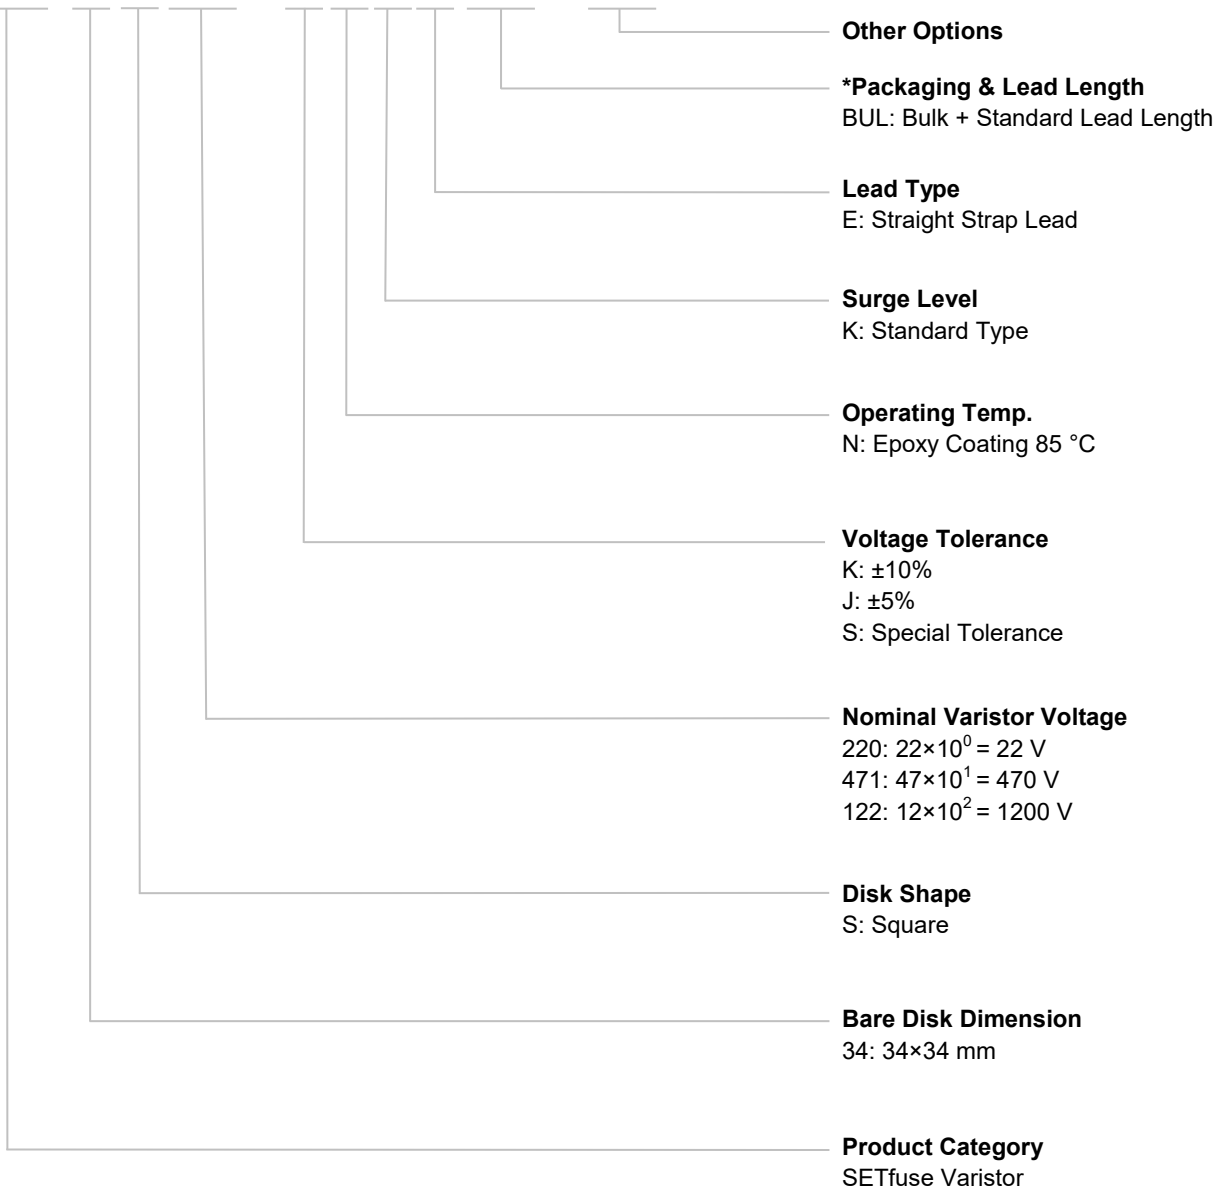 Other Options
*Packaging & Lead Length
BUL: Bulk + Standard Lead Length
Lead Type
E: Straight Strap Lead
Surge Level
K: Standard Type
Operating Temp.
N: Epoxy Coating 85 °C
Voltage Tolerance
K: ±10%
J: ±5%
S: Special Tolerance
Nominal Varistor Voltage
220: 22×10⁰ = 22 V
471: 47×10¹ = 470 V
122: 12×10² = 1200 V
Disk Shape
S: Square
Bare Disk Dimension
34: 34×34 mm
Product Category
SETfuse Varistor